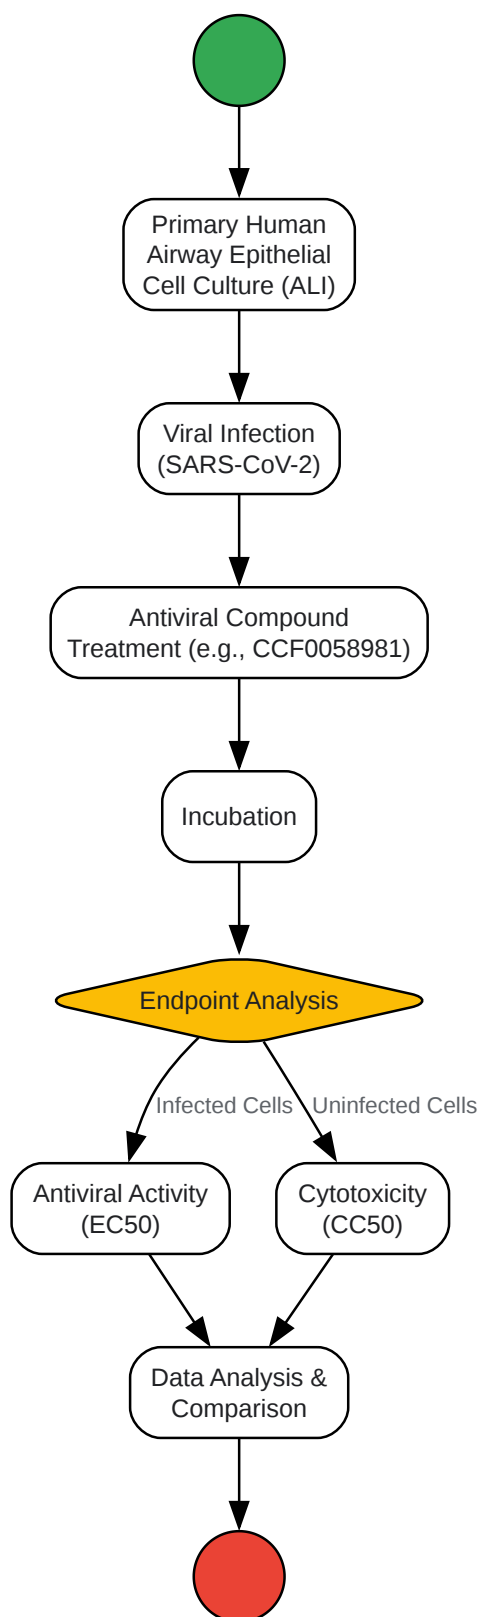 Primary Human
Airway Epithelial
Cell Culture (ALI)
Viral Infection
(SARS-CoV-2)
Antiviral Compound
Treatment (e.g., CCF0058981)
Incubation
Endpoint Analysis
Infected Cells
Uninfected Cells
Antiviral Activity
(EC50)
Cytotoxicity
(CC50)
Data Analysis &
Comparison